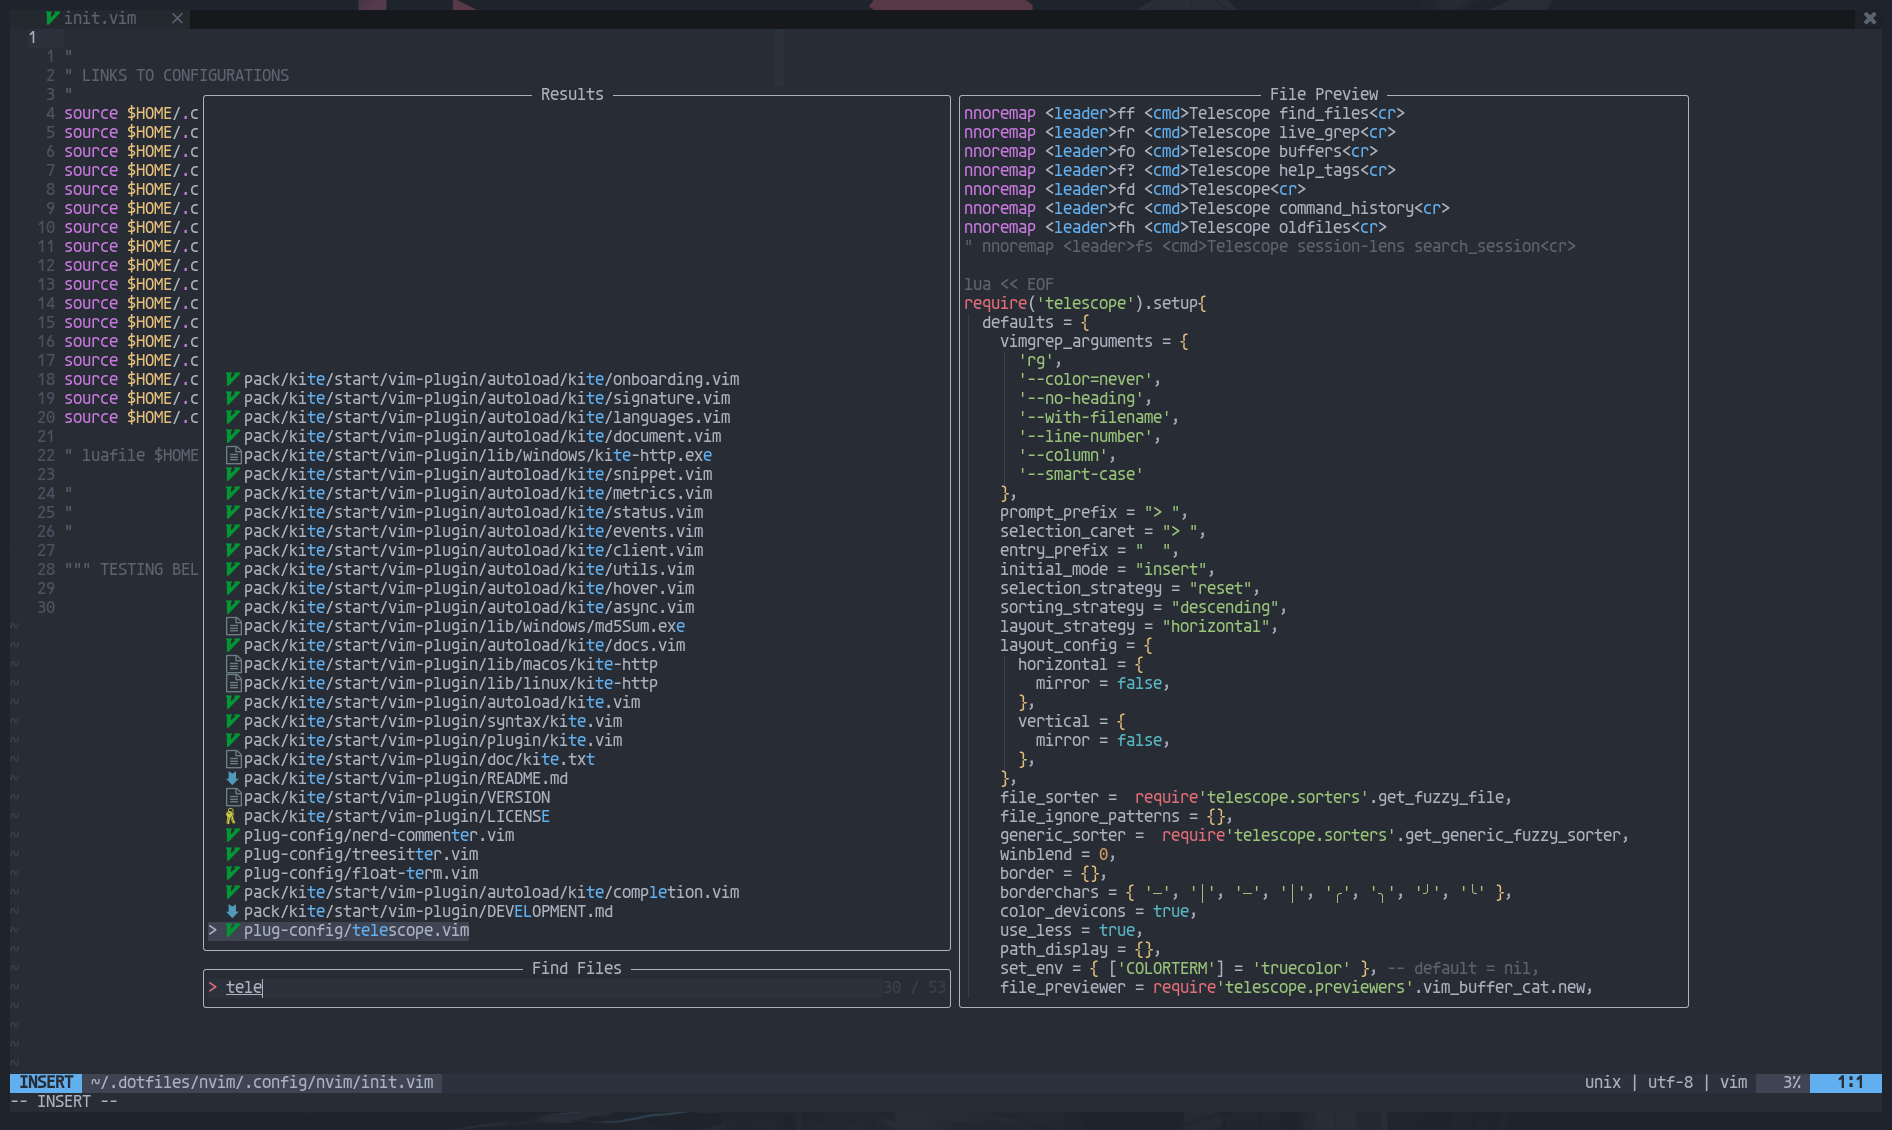 init.vim ×
1
1 "
2 " LINKS TO CONFIGURATIONS
3 "
4 source $HOME/.c
5 source $HOME/.c
6 source $HOME/.c
7 source $HOME/.c
8 source $HOME/.c
9 source $HOME/.c
10 source $HOME/.c
11 source $HOME/.c
12 source $HOME/.c
13 source $HOME/.c
14 source $HOME/.c
15 source $HOME/.c
16 source $HOME/.c
17 source $HOME/.c
18 source $HOME/.c
19 source $HOME/.c
20 source $HOME/.c
21
22 " luafile $HOME
23
24 "
25 "
26 "
27
28 """ TESTING BEL
29
30
Results
pack/kite/start/vim-plugin/autoload/kite/onboarding.vim
pack/kite/start/vim-plugin/autoload/kite/signature.vim
pack/kite/start/vim-plugin/autoload/kite/languages.vim
pack/kite/start/vim-plugin/autoload/kite/document.vim
pack/kite/start/vim-plugin/lib/windows/kite-http.exe
pack/kite/start/vim-plugin/autoload/kite/snippet.vim
pack/kite/start/vim-plugin/autoload/kite/metrics.vim
pack/kite/start/vim-plugin/autoload/kite/status.vim
pack/kite/start/vim-plugin/autoload/kite/events.vim
pack/kite/start/vim-plugin/autoload/kite/client.vim
pack/kite/start/vim-plugin/autoload/kite/utils.vim
pack/kite/start/vim-plugin/autoload/kite/hover.vim
pack/kite/start/vim-plugin/autoload/kite/async.vim
pack/kite/start/vim-plugin/lib/windows/md5Sum.exe
pack/kite/start/vim-plugin/autoload/kite/docs.vim
pack/kite/start/vim-plugin/lib/macos/kite-http
pack/kite/start/vim-plugin/lib/linux/kite-http
pack/kite/start/vim-plugin/autoload/kite.vim
pack/kite/start/vim-plugin/syntax/kite.vim
pack/kite/start/vim-plugin/plugin/kite.vim
pack/kite/start/vim-plugin/doc/kite.txt
pack/kite/start/vim-plugin/README.md
pack/kite/start/vim-plugin/VERSION
pack/kite/start/vim-plugin/LICENSE
plug-config/nerd-commenter.vim
plug-config/treesitter.vim
plug-config/float-term.vim
pack/kite/start/vim-plugin/autoload/kite/completion.vim
pack/kite/start/vim-plugin/DEVELOPMENT.md
> plug-config/telescope.vim
Find Files
> tele 30 / 53
File Preview
nnoremap <leader>ff <cmd>Telescope find_files<cr>
nnoremap <leader>fr <cmd>Telescope live_grep<cr>
nnoremap <leader>fo <cmd>Telescope buffers<cr>
nnoremap <leader>f? <cmd>Telescope help_tags<cr>
nnoremap <leader>fd <cmd>Telescope<cr>
nnoremap <leader>fc <cmd>Telescope command_history<cr>
nnoremap <leader>fh <cmd>Telescope oldfiles<cr>
" nnoremap <leader>fs <cmd>Telescope session-lens search_session<cr>
lua << EOF
require('telescope').setup{
defaults = {
vimgrep_arguments = {
'rg',
'--color=never',
'--no-heading',
'--with-filename',
'--line-number',
'--column',
'--smart-case'
},
prompt_prefix = "> ",
selection_caret = "> ",
entry_prefix = "  ",
initial_mode = "insert",
selection_strategy = "reset",
sorting_strategy = "descending",
layout_strategy = "horizontal",
layout_config = {
horizontal = {
mirror = false,
},
vertical = {
mirror = false,
},
},
file_sorter =  require'telescope.sorters'.get_fuzzy_file,
file_ignore_patterns = {},
generic_sorter =  require'telescope.sorters'.get_generic_fuzzy_sorter,
winblend = 0,
border = {},
borderchars = { '─', '│', '─', '│', '╭', '╮', '╯', '╰' },
color_devicons = true,
use_less = true,
path_display = {},
set_env = { ['COLORTERM'] = 'truecolor' }, -- default = nil,
file_previewer = require'telescope.previewers'.vim_buffer_cat.new,
INSERT ~/.dotfiles/nvim/.config/nvim/init.vim unix | utf-8 | vim 3% 1:1
-- INSERT --